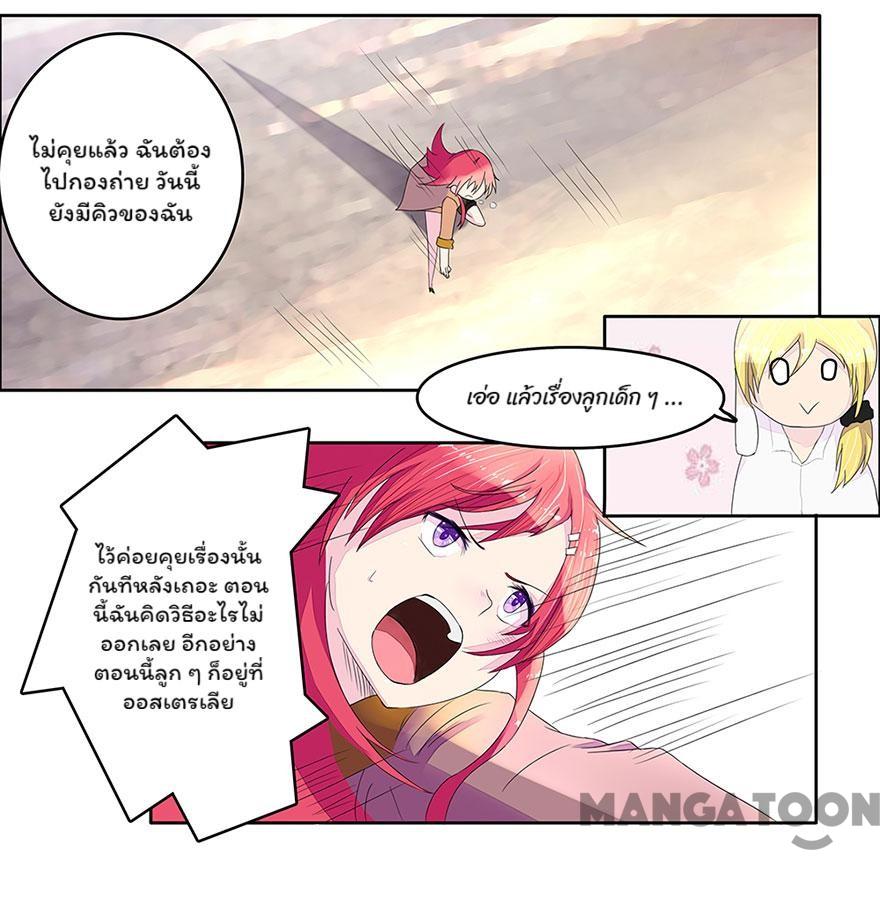 ไม่คุยแล้ว ฉันต้อง
ไปกองถ่าย วันนี้
ยังมีคิวของฉัน
เอ่อ แล้วเรื่องลูกเด็ก ๆ ...
ไว้ค่อยคุยเรื่องนั้น
กันทีหลังเถอะ ตอน
นี้ฉันคิดวิธีอะไรไม่
ออกเลย อีกอย่าง
ตอนนี้ลูก ๆ ก็อยู่ที่
ออสเตรเลีย
MANGATOON